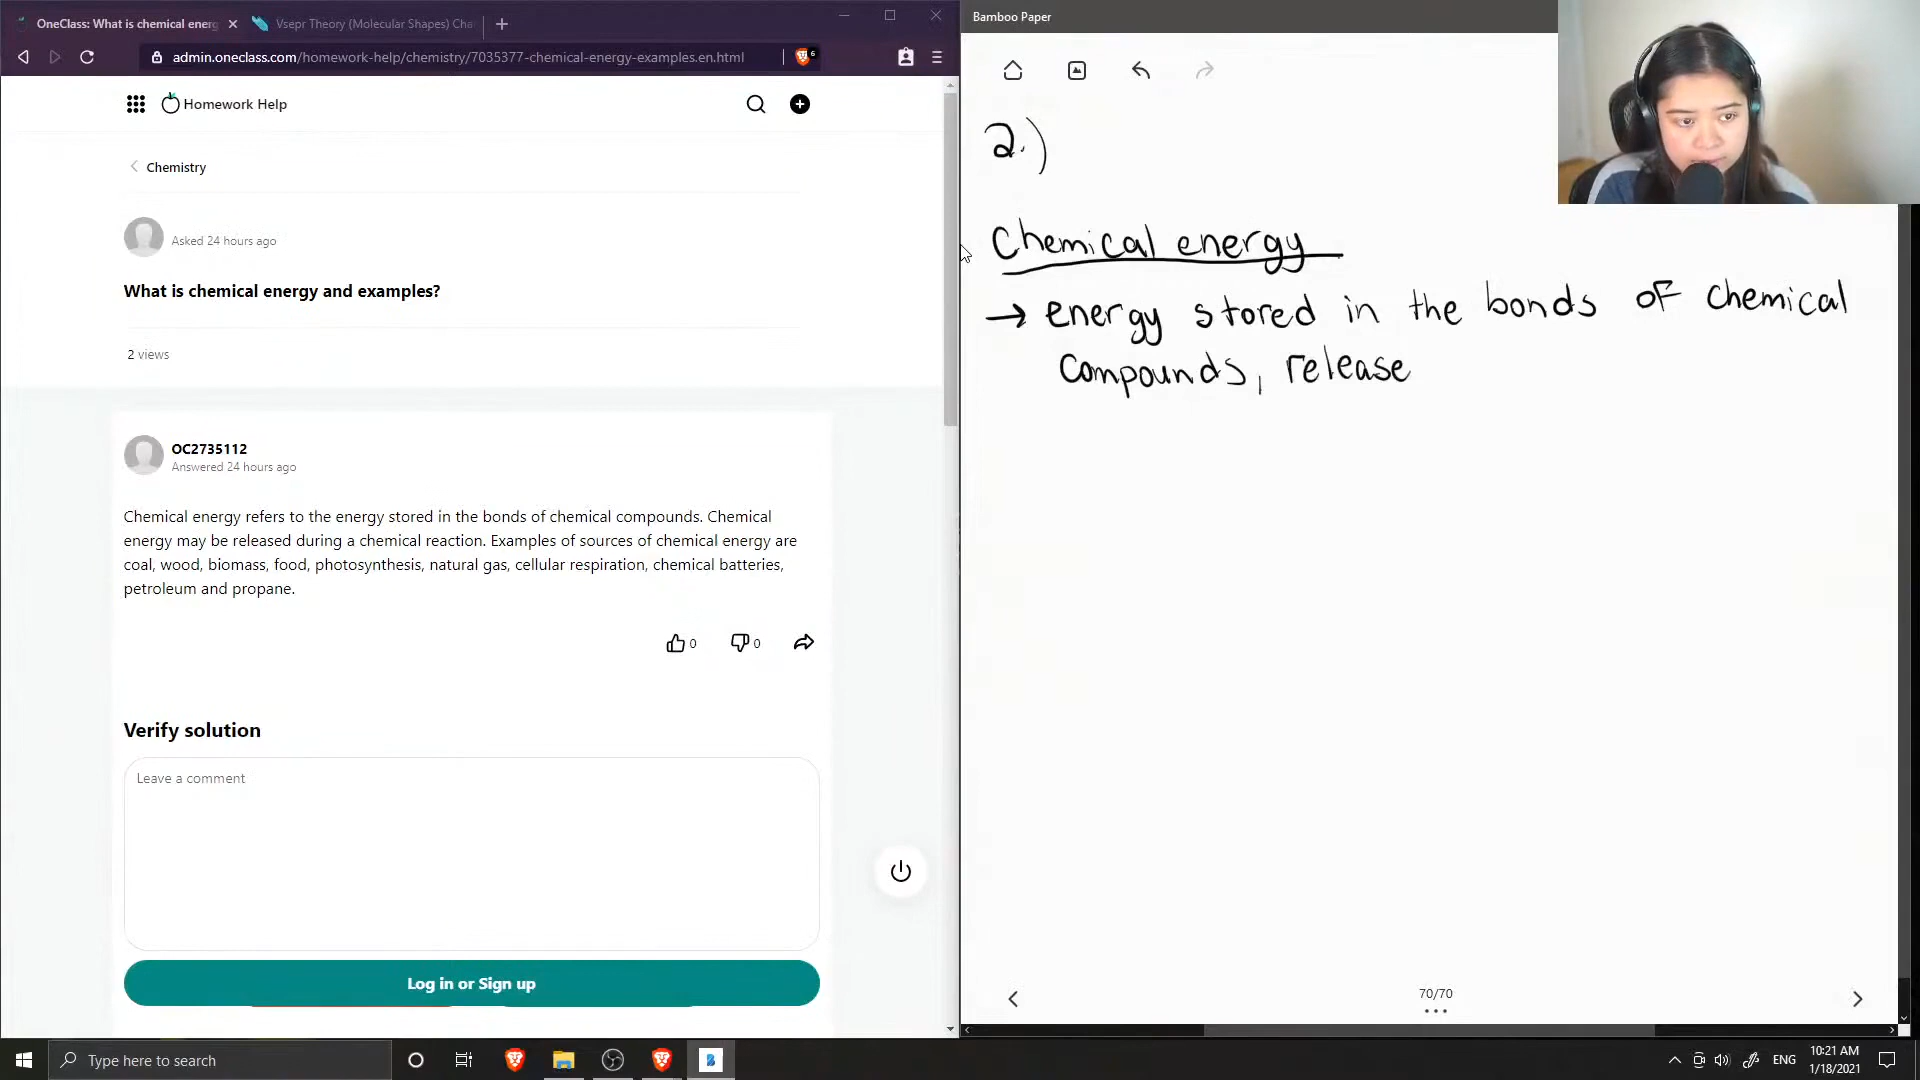 OneClass: What is chemical energ
Vsepr Theory (Molecular Shapes) Cha
admin.oneclass.com/homework-help/chemistry/7035377-chemical-energy-examples.en.html
6
Homework Help
Chemistry
Asked 24 hours ago
What is chemical energy and examples?
2 views
OC2735112
Answered 24 hours ago
Chemical energy refers to the energy stored in the bonds of chemical compounds. Chemical
energy may be released during a chemical reaction. Examples of sources of chemical energy are
coal, wood, biomass, food, photosynthesis, natural gas, cellular respiration, chemical batteries,
petroleum and propane.
0
0
Verify solution
Leave a comment
Log in or Sign up
Bamboo Paper
2.)
Chemical energy
→ energy stored in the bonds of chemical
compounds, release
70/70
Type here to search
B
ENG
10:21 AM
1/18/2021